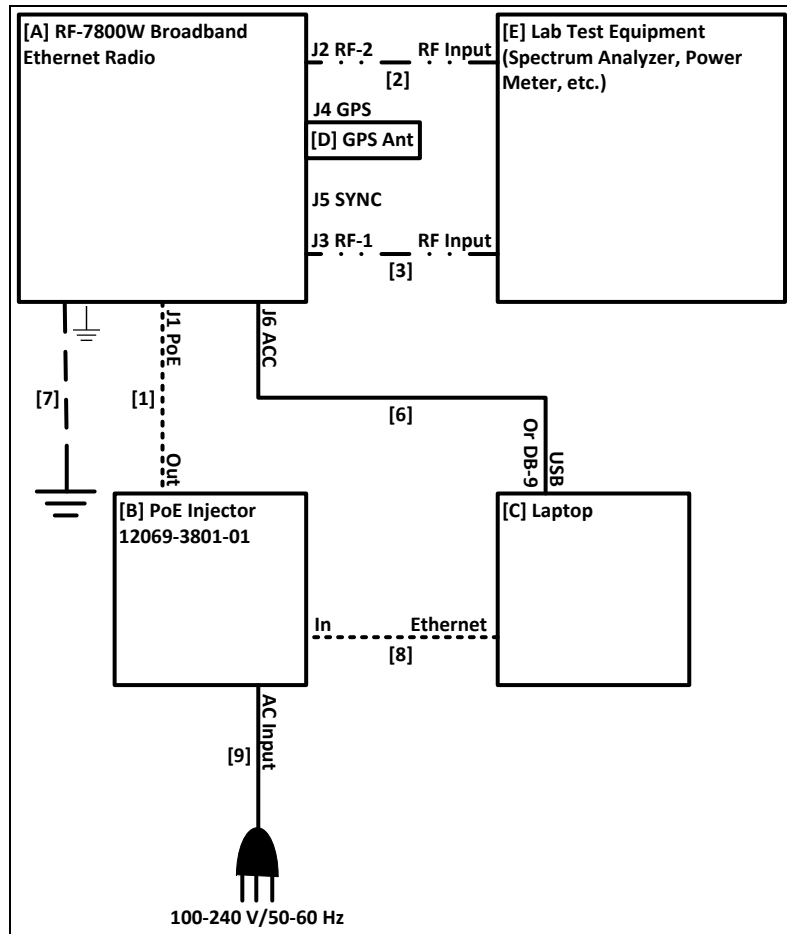 [A] RF-7800W Broadband
Ethernet Radio
J2 RF-2
RF Input
[2]
[E] Lab Test Equipment
(Spectrum Analyzer, Power
Meter, etc.)
J4 GPS
[D] GPS Ant
J5 SYNC
J3 RF-1
RF Input
[3]
J1 PoE
J6 ACC
[7]
[1]
[6]
Out
USB
Or DB-9
[B] PoE Injector
12069-3801-01
[C] Laptop
In
Ethernet
[8]
AC Input
[9]
100-240 V/50-60 Hz